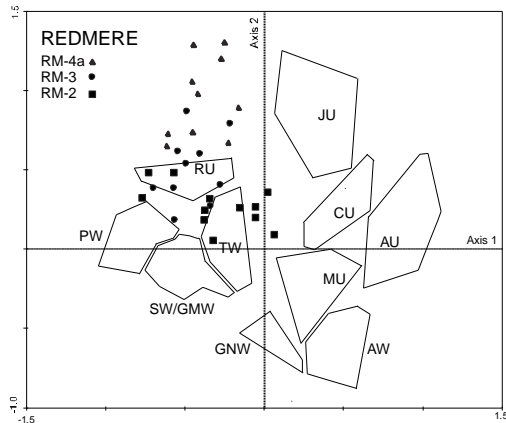 1.5
REDMERE
Axis 2
RM-4a
RM-3
RM-2
JU
RU
CU
PW
TW
AU
Axis 1
MU
SW/GMW
GNW
AW
-1.0
-1.5
1.5